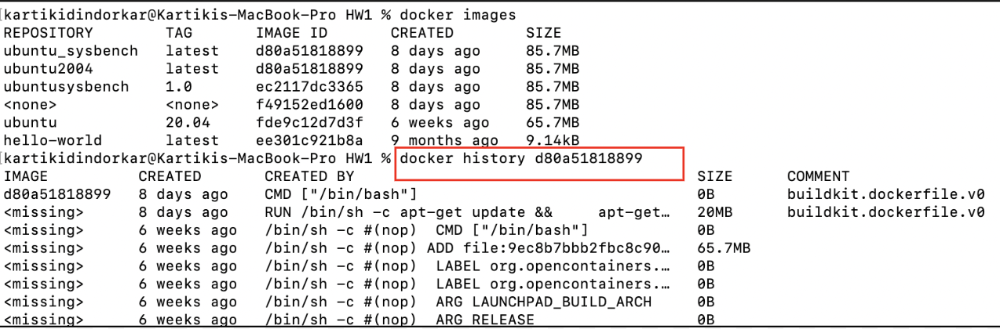 kartikidindorkar@Kartikis-MacBook-Pro HW1 % docker images
REPOSITORY TAG IMAGE ID CREATED SIZE
ubuntu_sysbench latest d80a51818899 8 days ago 85.7MB
ubuntu2004 latest d80a51818899 8 days ago 85.7MB
ubuntusysbench 1.0 ec2117dc3365 8 days ago 85.7MB
<none> <none> f49152ed1600 8 days ago 85.7MB
ubuntu 20.04 fde9c12d7d3f 6 weeks ago 65.7MB
hello-world latest ee301c921b8a 9 months ago 9.14kB
kartikidindorkar@Kartikis-MacBook-Pro HW1 % docker history d80a51818899
IMAGE CREATED CREATED BY SIZE COMMENT
d80a51818899 8 days ago CMD ["/bin/bash"] 0B buildkit.dockerfile.v0
<missing> 8 days ago RUN /bin/sh -c apt-get update && apt-get… 20MB buildkit.dockerfile.v0
<missing> 6 weeks ago /bin/sh -c #(nop) CMD ["/bin/bash"] 0B
<missing> 6 weeks ago /bin/sh -c #(nop) ADD file:9ec8b7bbb2fbc8c90… 65.7MB
<missing> 6 weeks ago /bin/sh -c #(nop) LABEL org.opencontainers.… 0B
<missing> 6 weeks ago /bin/sh -c #(nop) LABEL org.opencontainers.… 0B
<missing> 6 weeks ago /bin/sh -c #(nop) ARG LAUNCHPAD_BUILD_ARCH 0B
<missing> 6 weeks ago /bin/sh -c #(nop) ARG RELEASE 0B